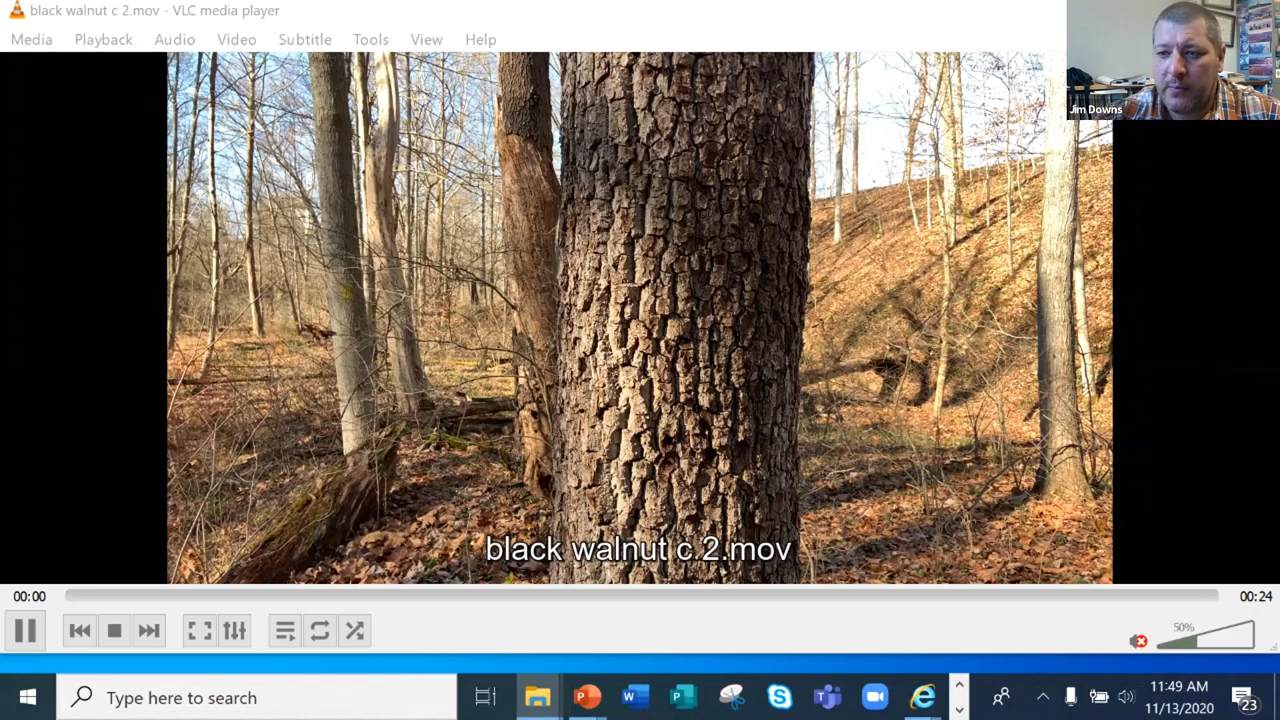 black walnut c 2.mov - VLC media player
Media Playback Audio Video Subtitle Tools View Help
Jim Downs
black walnut c 2.mov
00:00
00:24
50%
Type here to search
11:49 AM
11/13/2020
23